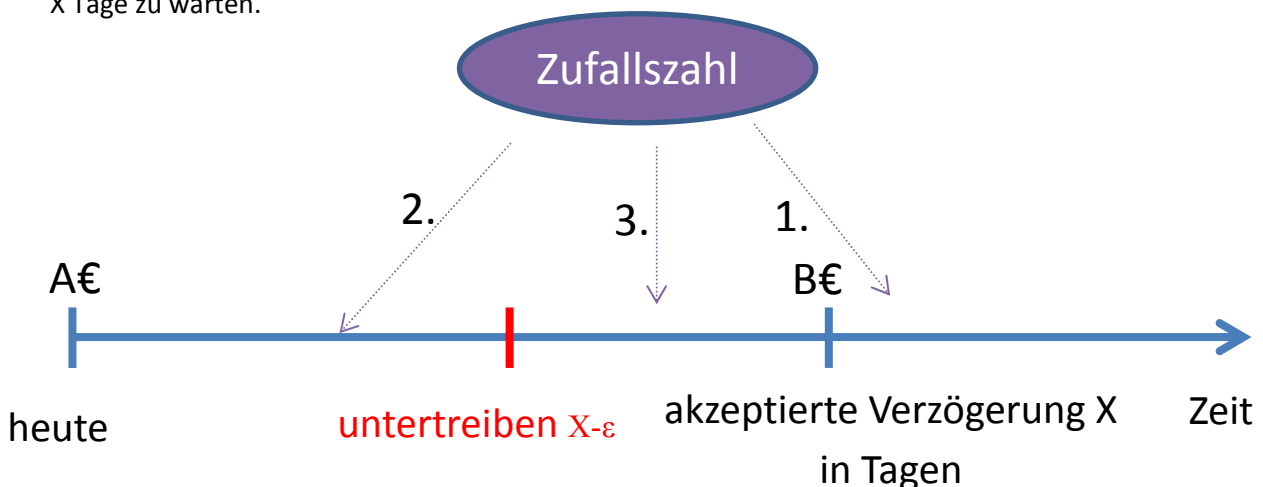 X Tage zu warten.
Zufallszahl
2.
3.
1.
A€
B€
heute
untertreiben X-ε
akzeptierte Verzögerung X
in Tagen
Zeit